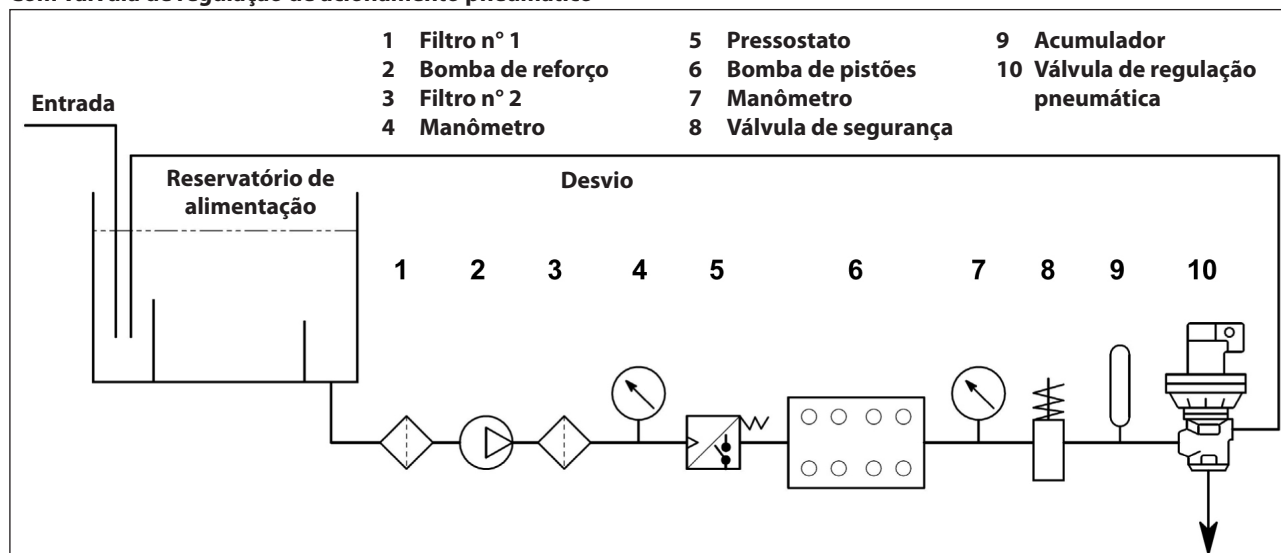 com válvula de regulação de acionamento pneumático
1 Filtro n° 1
2 Bomba de reforço
3 Filtro n° 2
4 Manômetro
5 Pressostato
6 Bomba de pistões
7 Manômetro
8 Válvula de segurança
9 Acumulador
10 Válvula de regulação
pneumática
Entrada
Reservatório de
alimentação
Desvio
1 2 3 4 5 6 7 8 9 10